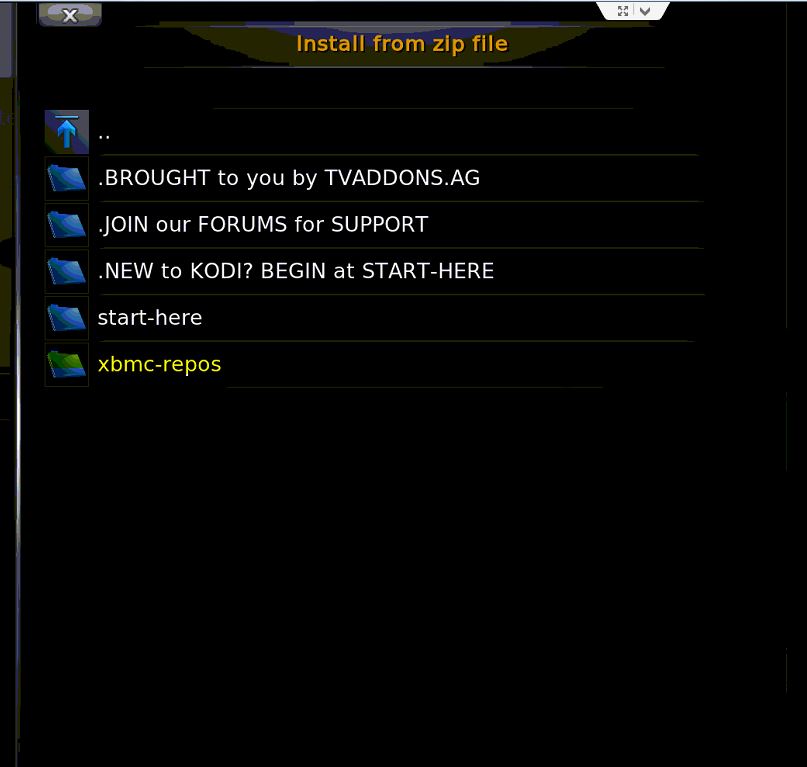 Install from zip file
..
.BROUGHT to you by TVADDONS.AG
.JOIN our FORUMS for SUPPORT
.NEW to KODI? BEGIN at START-HERE
start-here
xbmc-repos